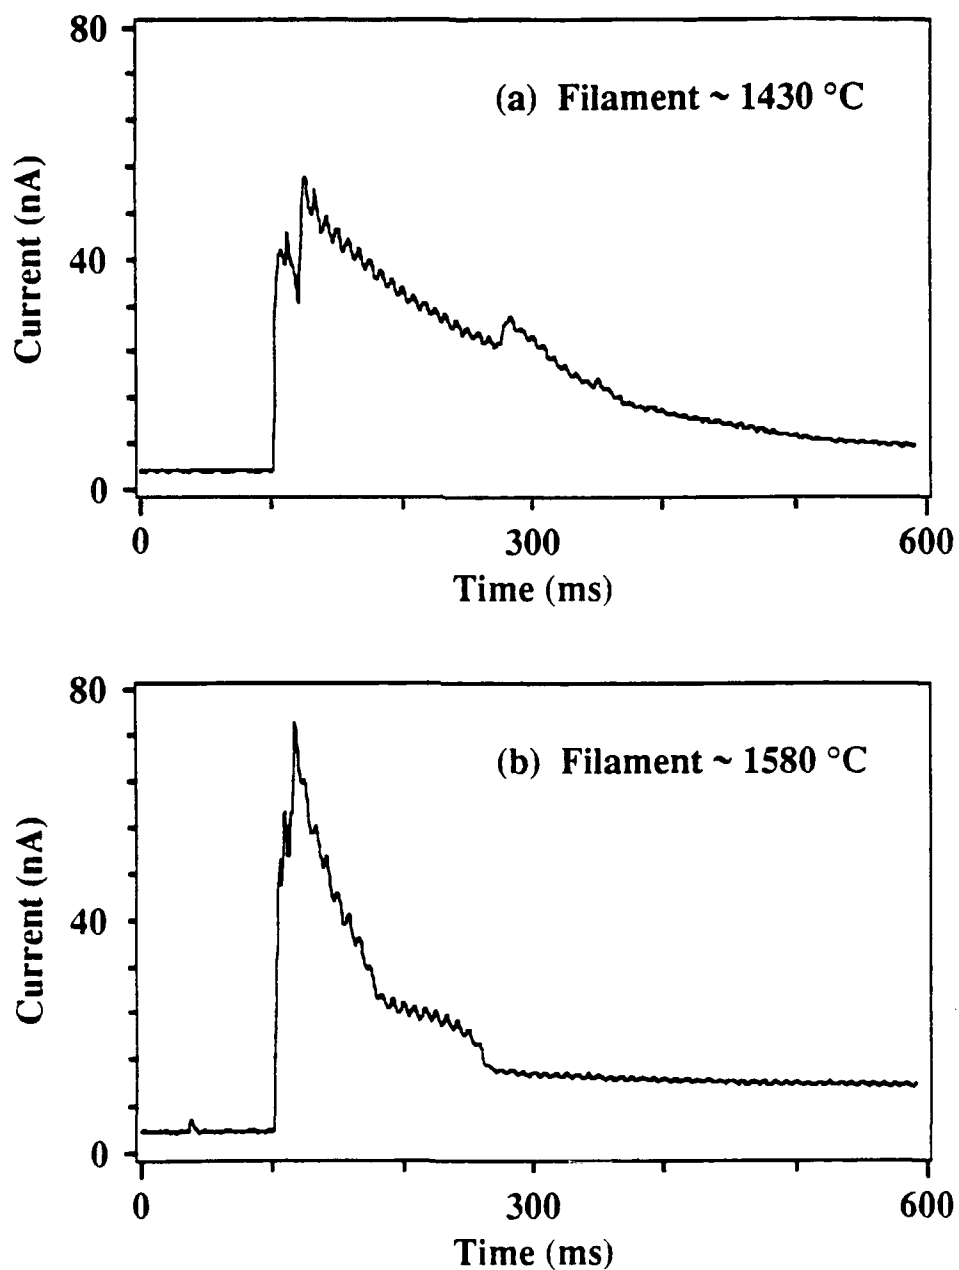 80
(a) Filament ~ 1430 °C
Current (nA)
40
0
0 300 600
Time (ms)
80
(b) Filament ~ 1580 °C
Current (nA)
40
0
0 300 600
Time (ms)